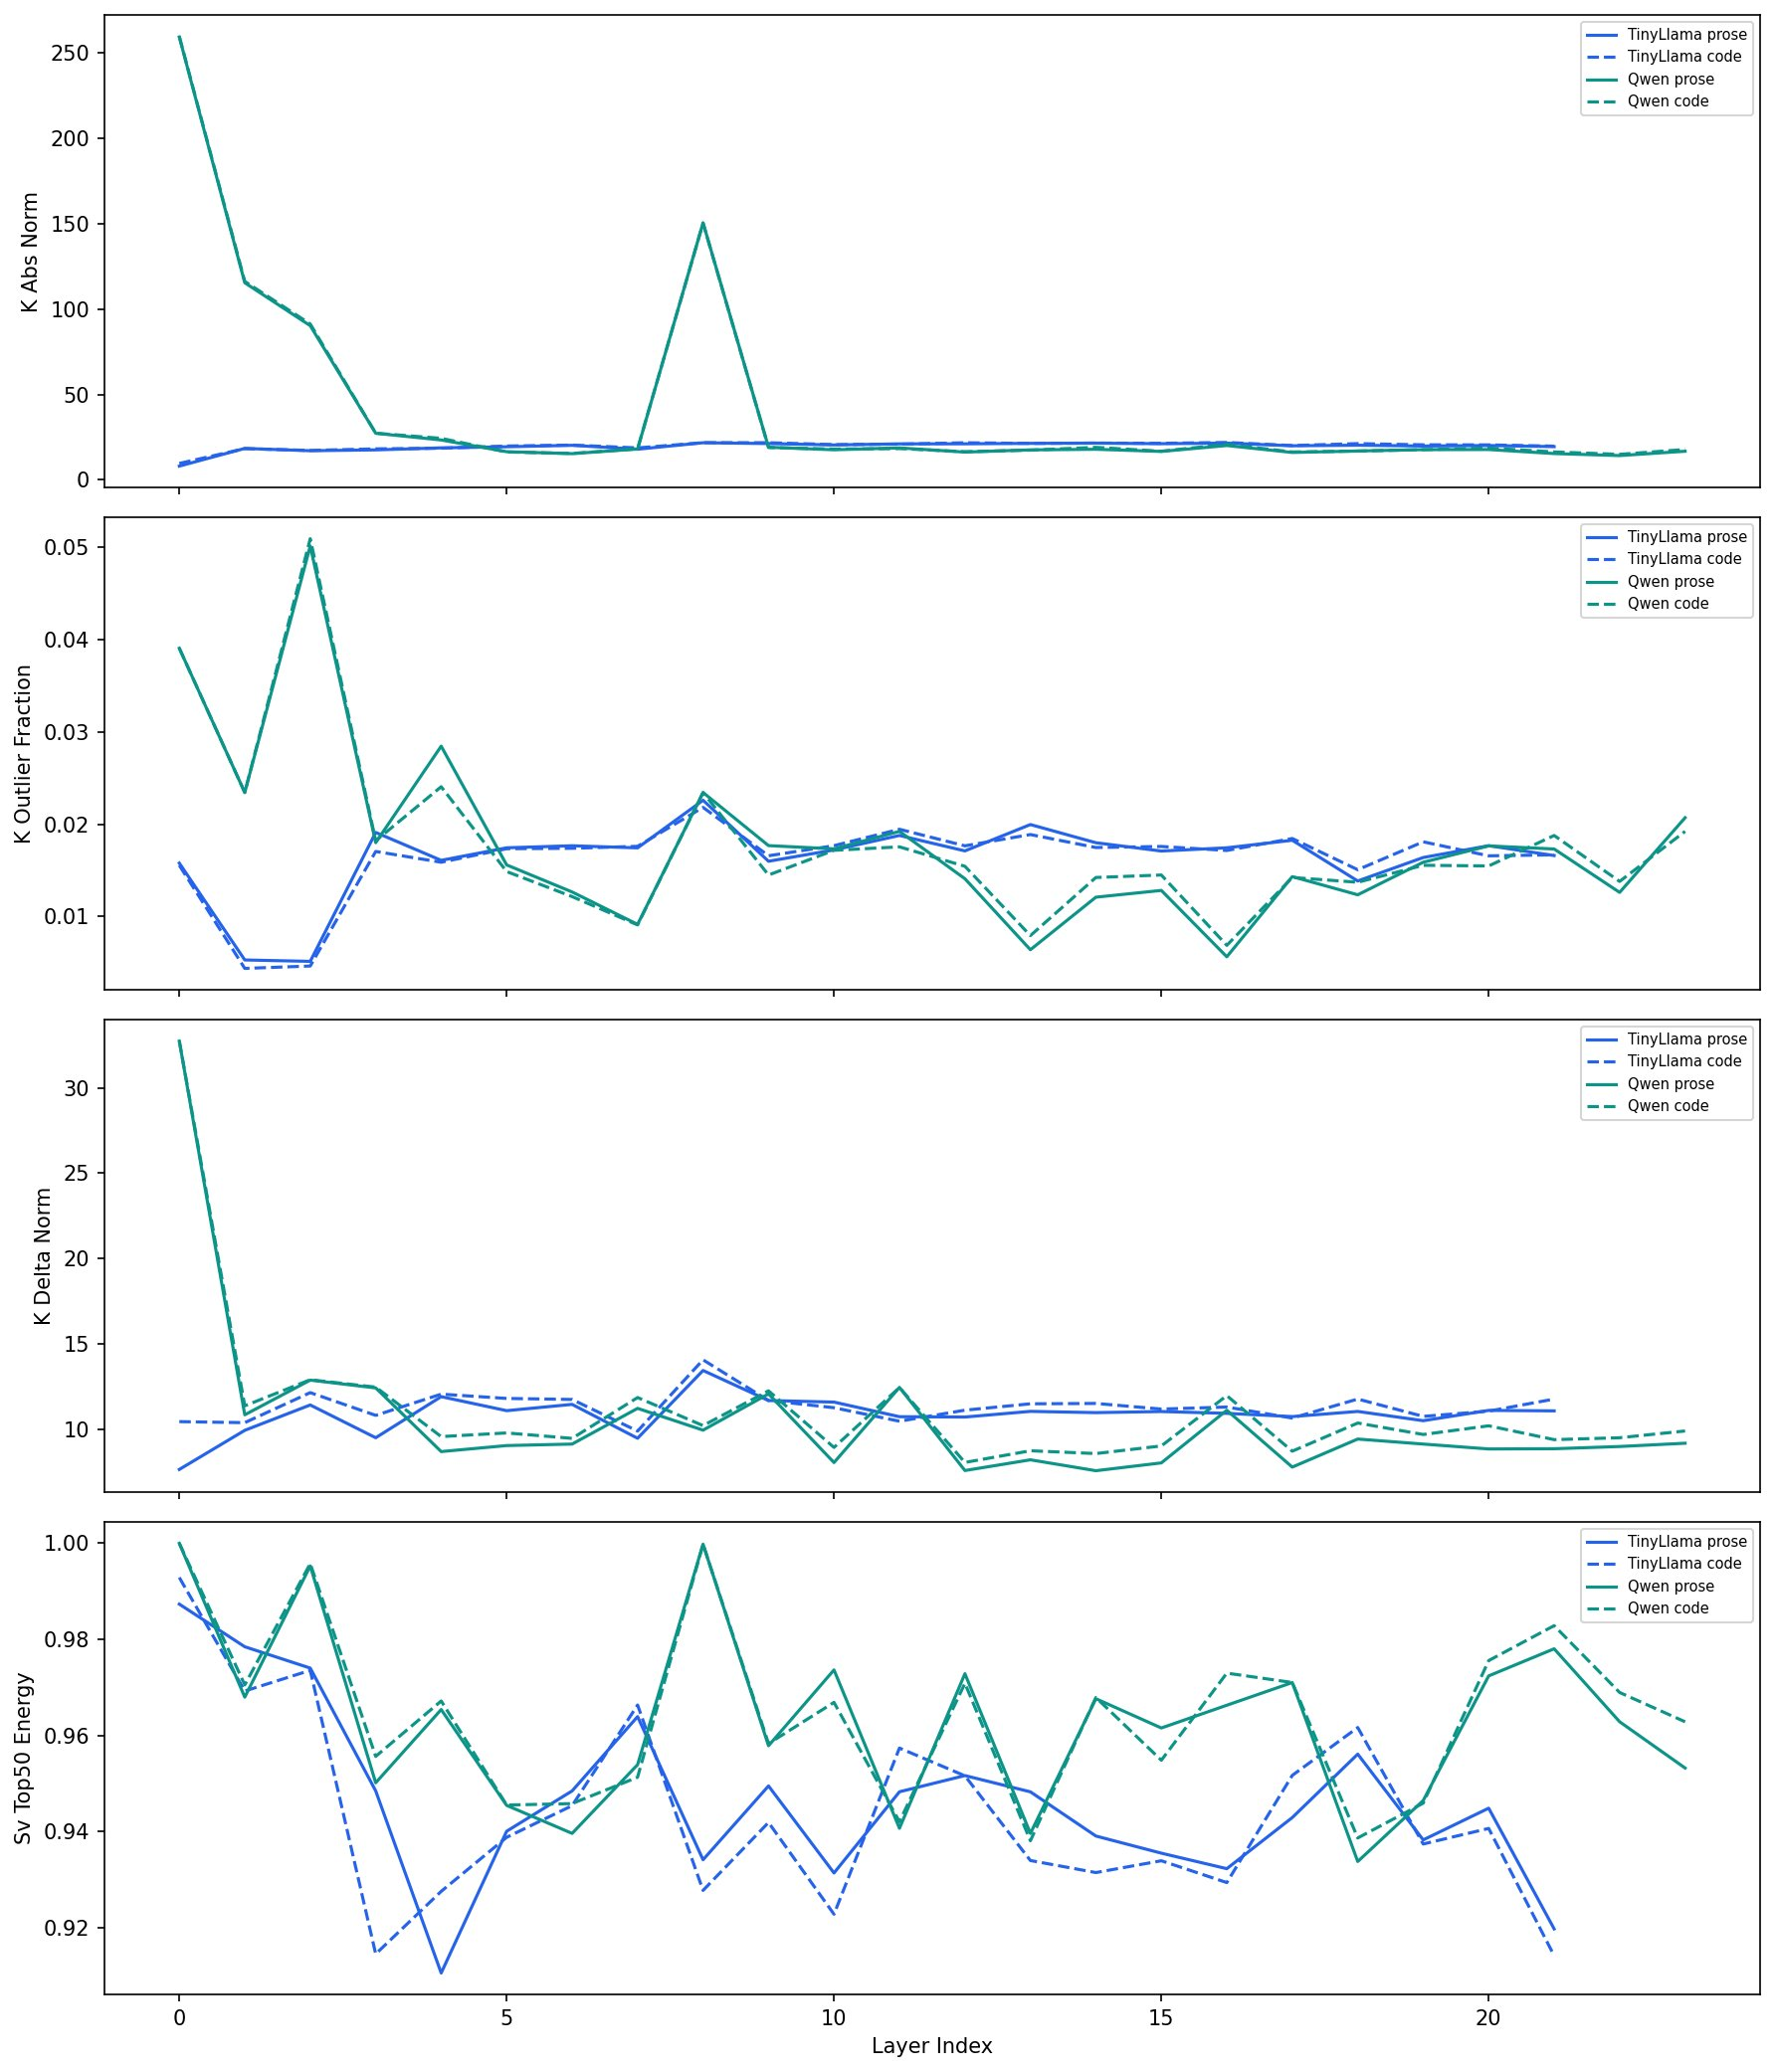 K Abs Norm
250
200
150
100
50
0
TinyLlama prose
TinyLlama code
Qwen prose
Qwen code
K Outlier Fraction
0.05
0.04
0.03
0.02
0.01
TinyLlama prose
TinyLlama code
Qwen prose
Qwen code
K Delta Norm
30
25
20
15
10
TinyLlama prose
TinyLlama code
Qwen prose
Qwen code
Sv Top50 Energy
1.00
0.98
0.96
0.94
0.92
TinyLlama prose
TinyLlama code
Qwen prose
Qwen code
0 5 10 15 20
Layer Index